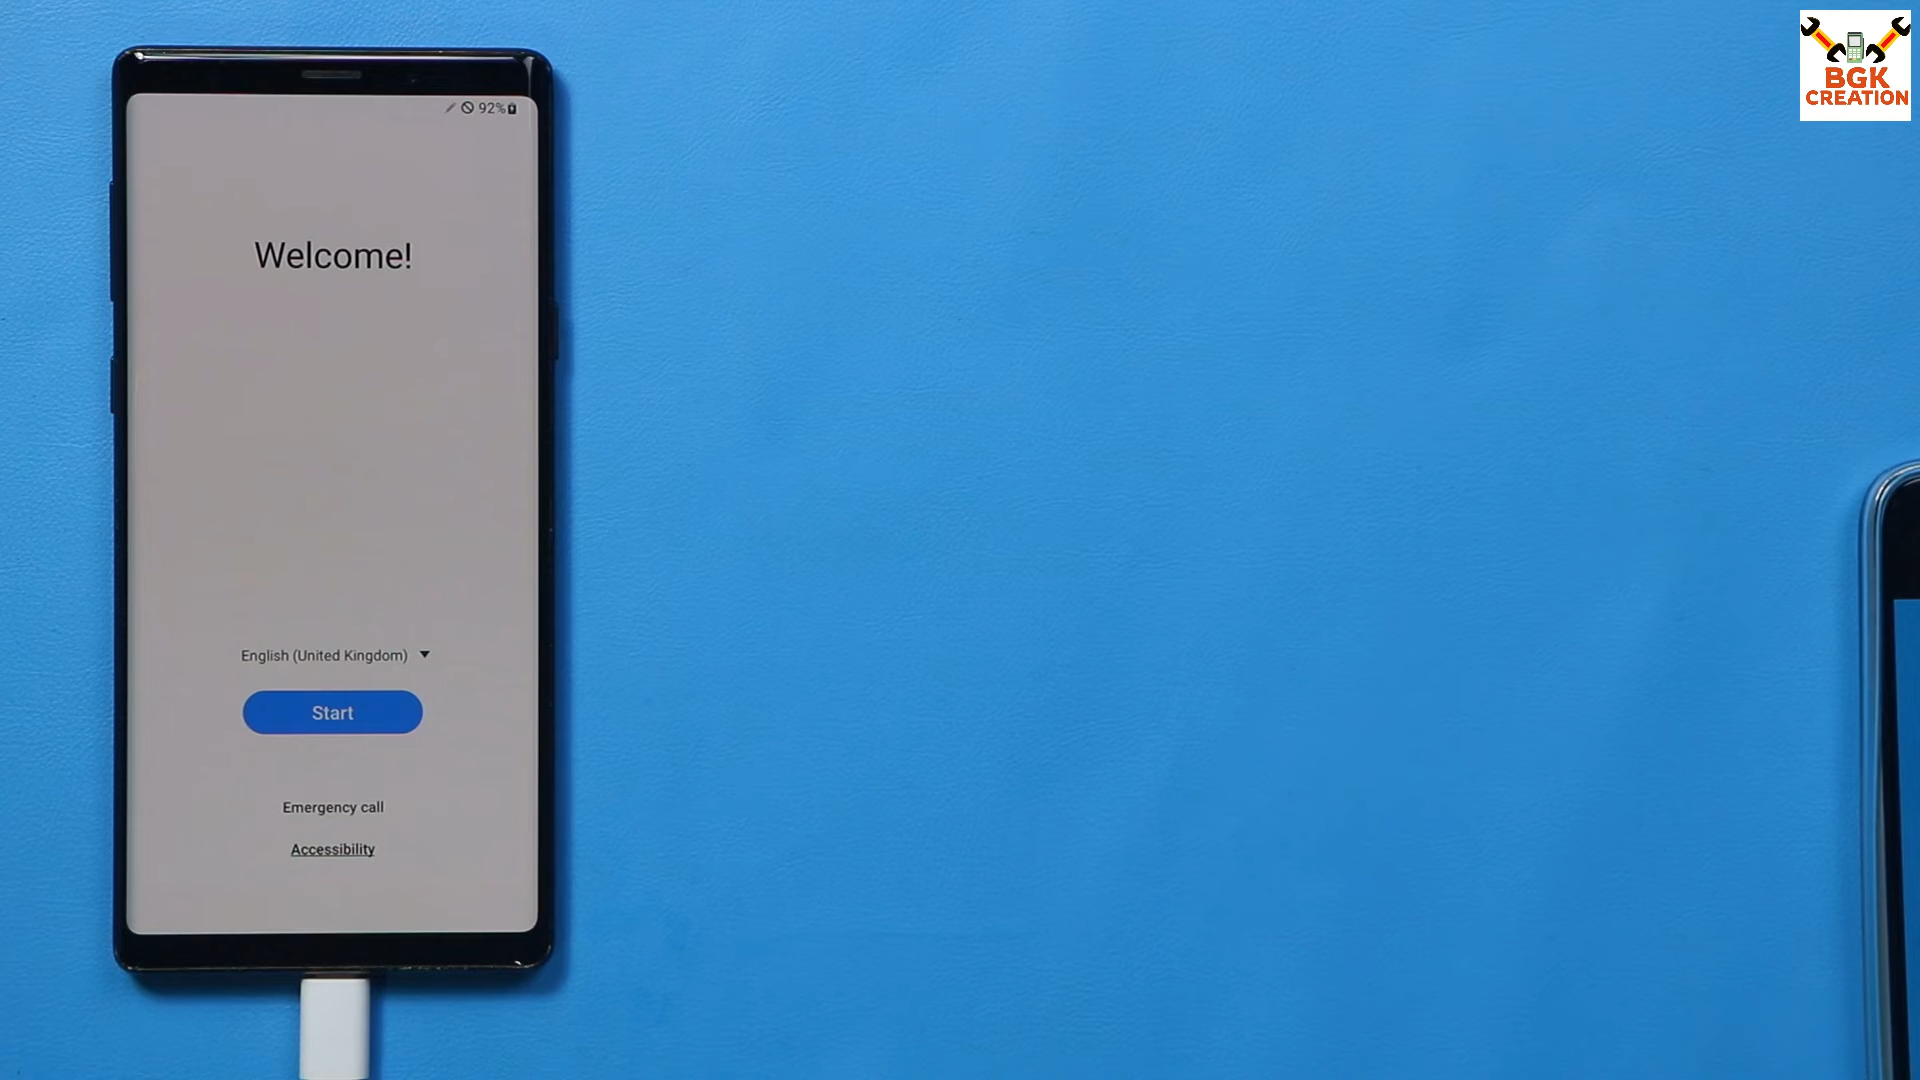 92%
BGK
CREATION
Welcome!
English (United Kingdom)
Start
Emergency call
Accessibility